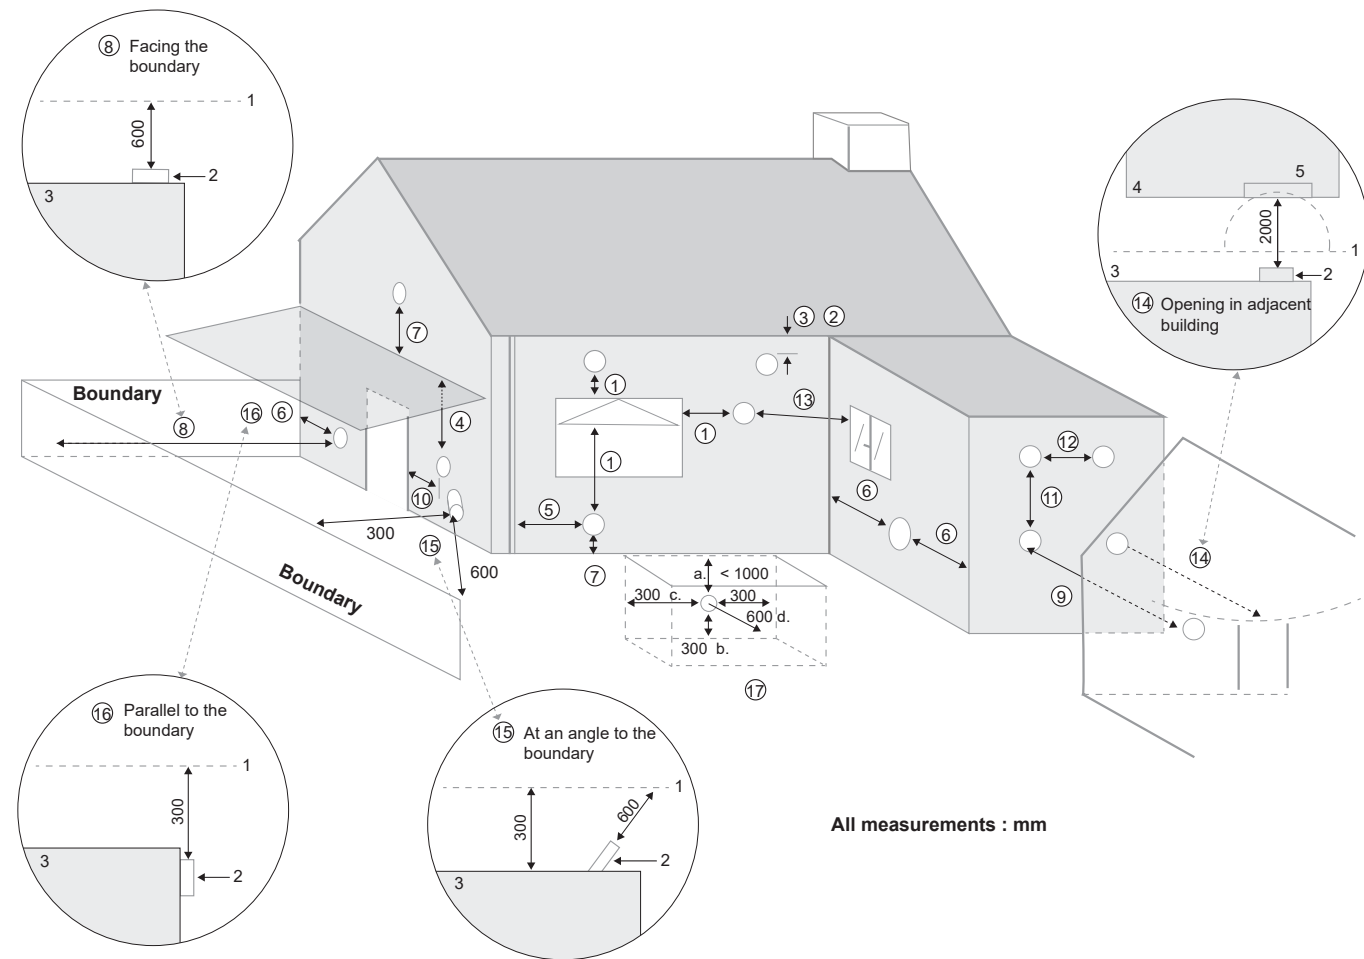 ⑧ Facing the
boundary
1
600
2
3
5
4
2000
1
3
2
⑭ Opening in adjacent
building
③ ②
⑦
①
Boundary
⑯ ⑥
⑧
④
①
⑬
①
⑫
⑩
⑤
⑥
⑪
300
⑮
⑥
⑭
600
⑦
a. < 1000
Boundary
300 c.
300
600 d.
⑨
300 b.
⑰
⑯ Parallel to the
boundary
1
300
3
2
⑮ At an angle to the
boundary
1
300
600
2
3
All measurements : mm